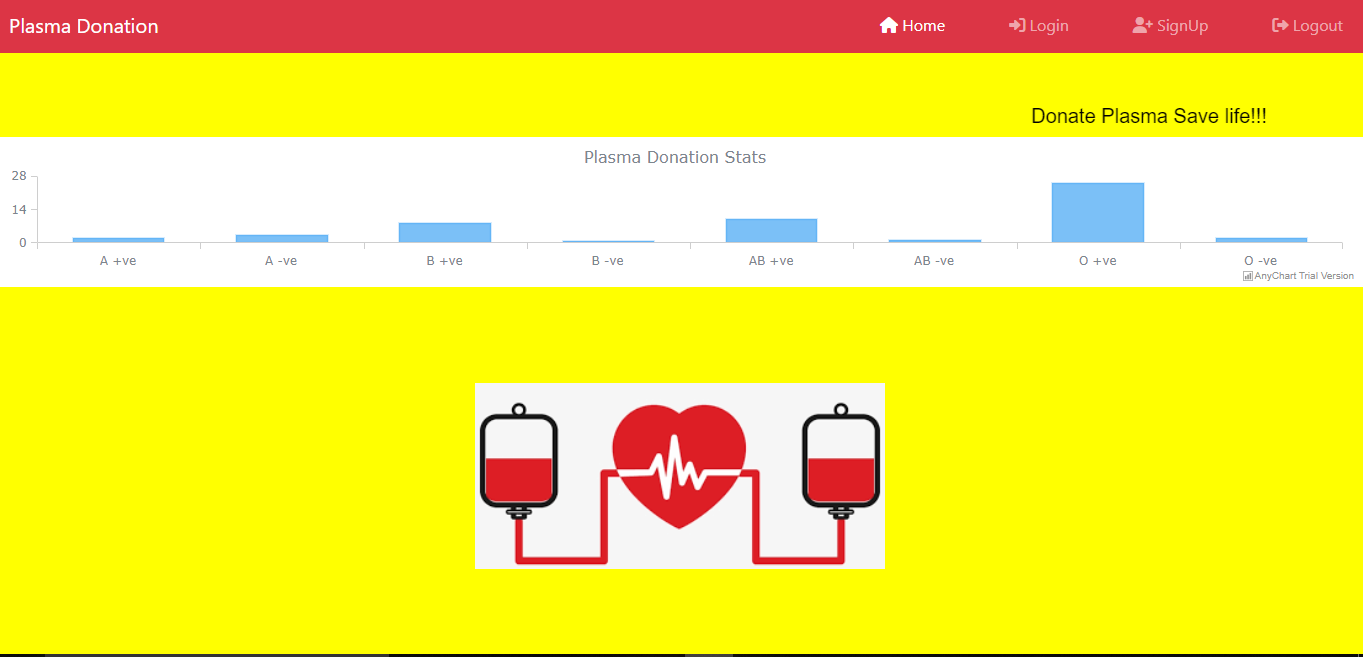 Plasma Donation
Home
Login
SignUp
Logout
Donate Plasma Save life!!!
Plasma Donation Stats
28
14
0
A +ve
A -ve
B +ve
B -ve
AB +ve
AB -ve
O +ve
O -ve
AnyChart Trial Version